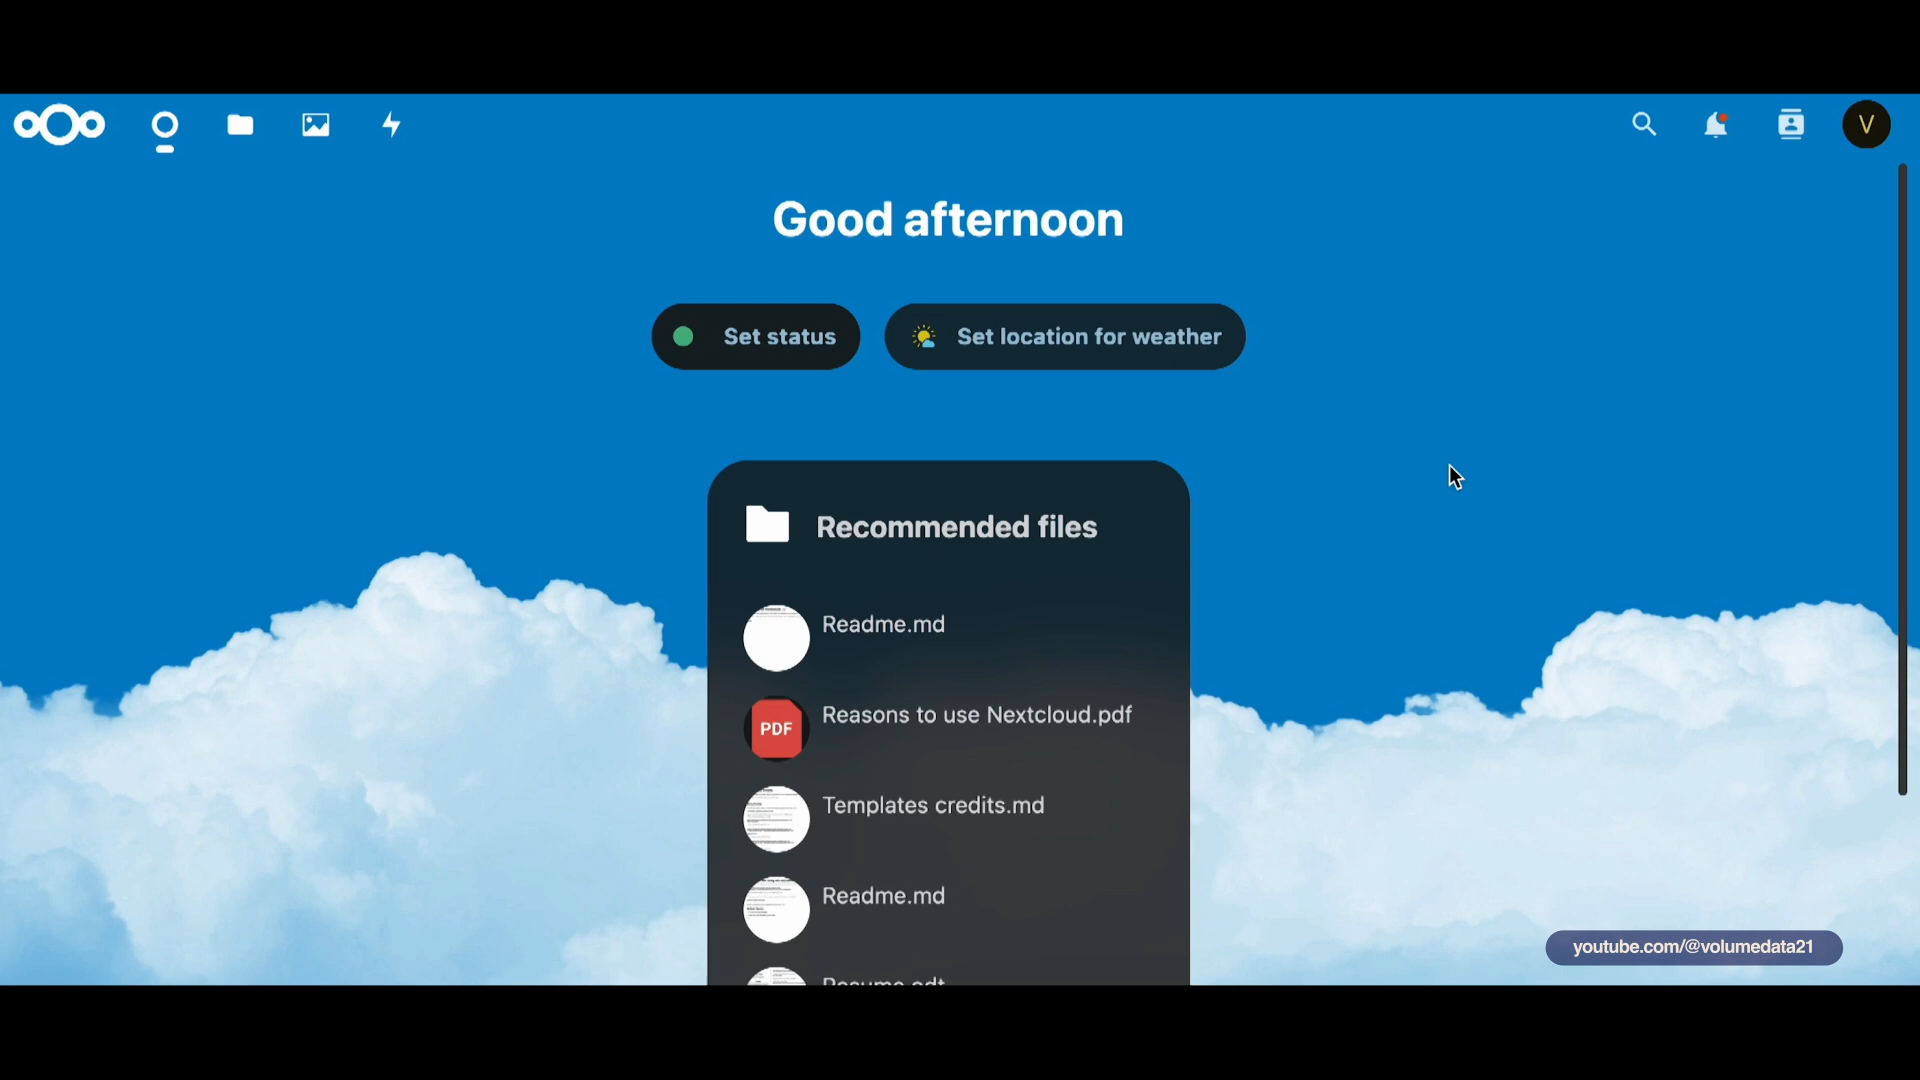 V
Good afternoon
Set status
Set location for weather
Recommended files
Readme.md
PDF
Reasons to use Nextcloud.pdf
Templates credits.md
Readme.md
youtube.com/@volumedata21